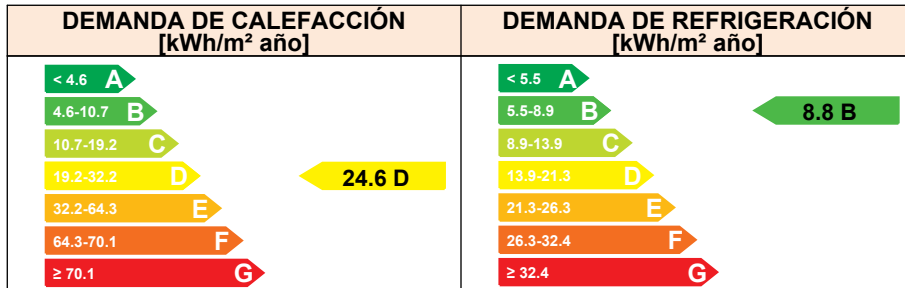 DEMANDA DE CALEFACCIÓN
[kWh/m² año]
< 4.6 A
4.6-10.7 B
10.7-19.2 C
19.2-32.2 D
24.6 D
32.2-64.3 E
64.3-70.1 F
≥ 70.1 G
DEMANDA DE REFRIGERACIÓN
[kWh/m² año]
< 5.5 A
5.5-8.9 B
8.8 B
8.9-13.9 C
13.9-21.3 D
21.3-26.3 E
26.3-32.4 F
≥ 32.4 G